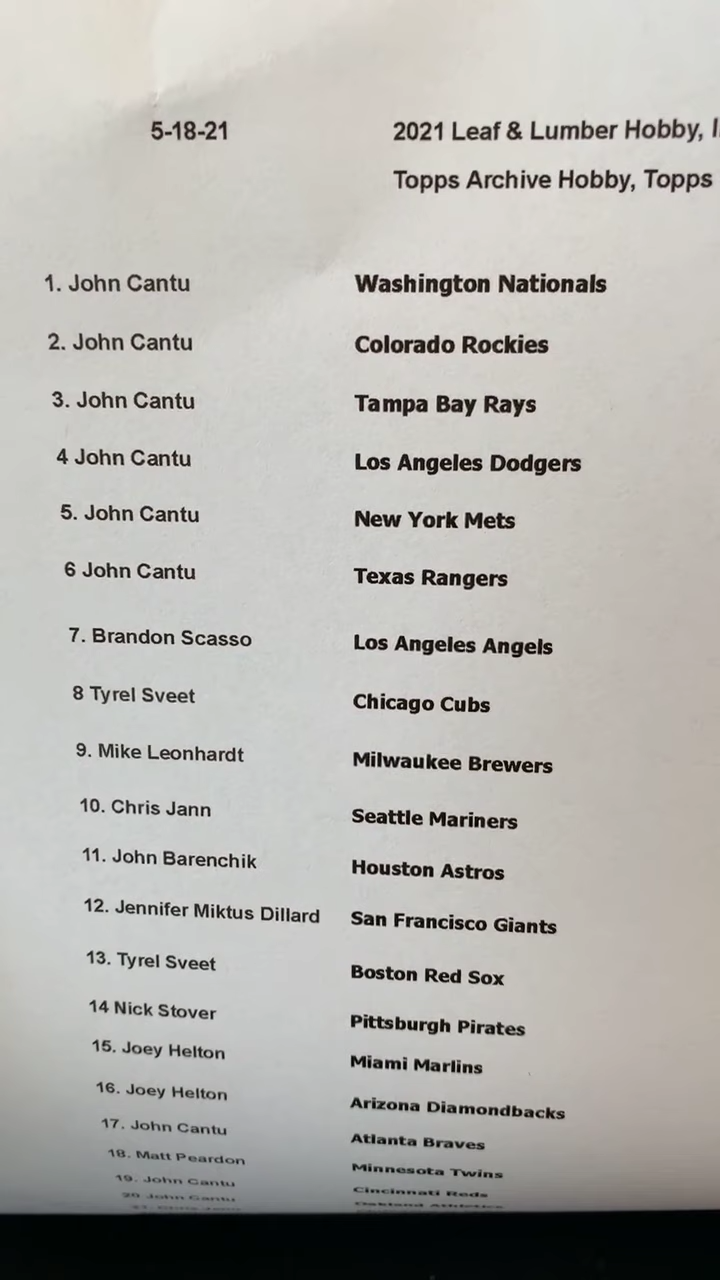 5-18-21 2021 Leaf & Lumber Hobby,
Topps Archive Hobby, Topps
1. John Cantu Washington Nationals
2. John Cantu Colorado Rockies
3. John Cantu Tampa Bay Rays
4 John Cantu Los Angeles Dodgers
5. John Cantu New York Mets
6 John Cantu Texas Rangers
7. Brandon Scasso Los Angeles Angels
8 Tyrel Sveet Chicago Cubs
9. Mike Leonhardt Milwaukee Brewers
10. Chris Jann Seattle Mariners
11. John Barenchik Houston Astros
12. Jennifer Miktus Dillard San Francisco Giants
13. Tyrel Sveet Boston Red Sox
14 Nick Stover Pittsburgh Pirates
15. Joey Helton Miami Marlins
16. Joey Helton Arizona Diamondbacks
17. John Cantu Atlanta Braves
18. Matt Peardon Minnesota Twins
19. John Cantu Cincinnati Reds
20 John Cantu Oakland Athletics